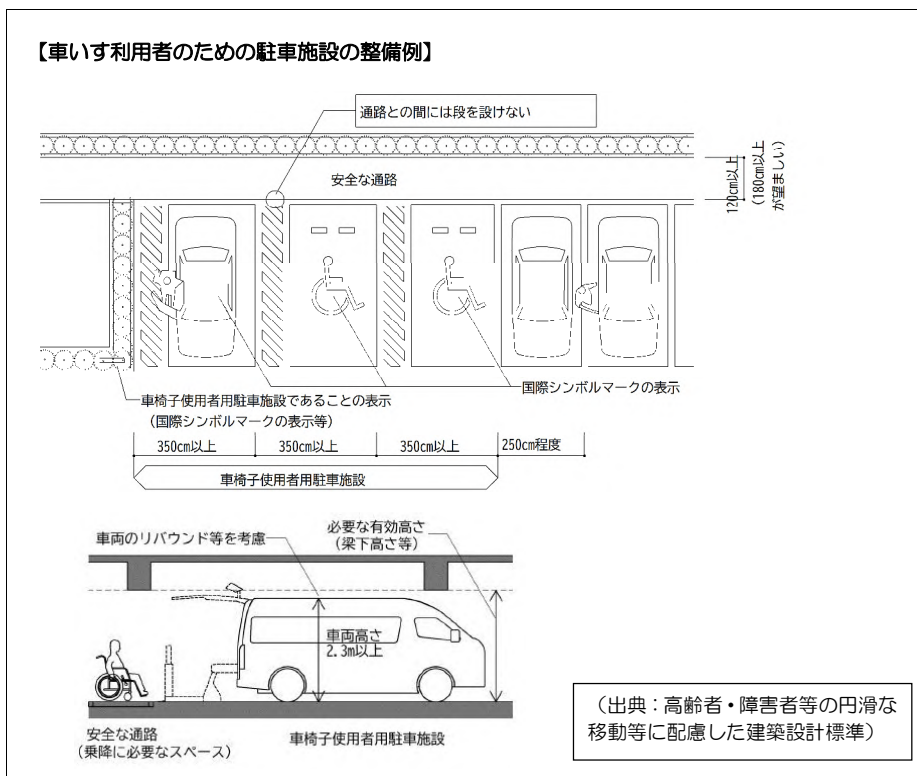 【車いす利用者のための駐車施設の整備例】
通路との間には段を設けない
安全な通路
120cm以上
(180cm以上
が望ましい)
国際シンボルマークの表示
車椅子使用者用駐車施設であることの表示
(国際シンボルマークの表示等)
350cm以上
350cm以上
350cm以上
250cm程度
車椅子使用者用駐車施設
車両のリバウンド等を考慮
必要な有効高さ
(梁下高さ等)
車両高さ
2.3m以上
安全な通路
(乗降に必要なスペース)
車椅子使用者用駐車施設
(出典:高齢者・障害者等の円滑な
移動等に配慮した建築設計標準)